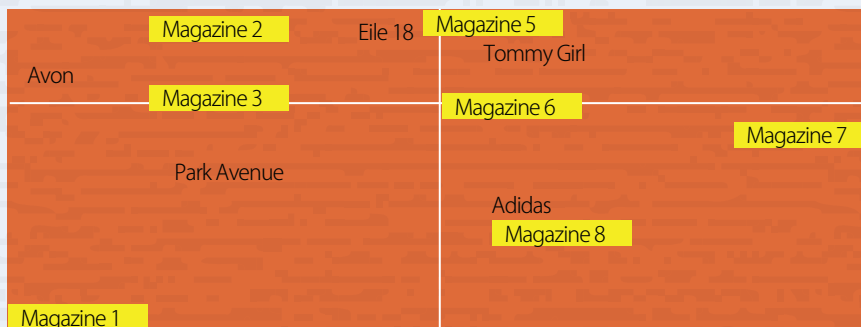 Magazine 2
Eile 18
Magazine 5
Tommy Girl
Avon
Magazine 3
Magazine 6
Magazine 7
Park Avenue
Adidas
Magazine 8
Magazine 1